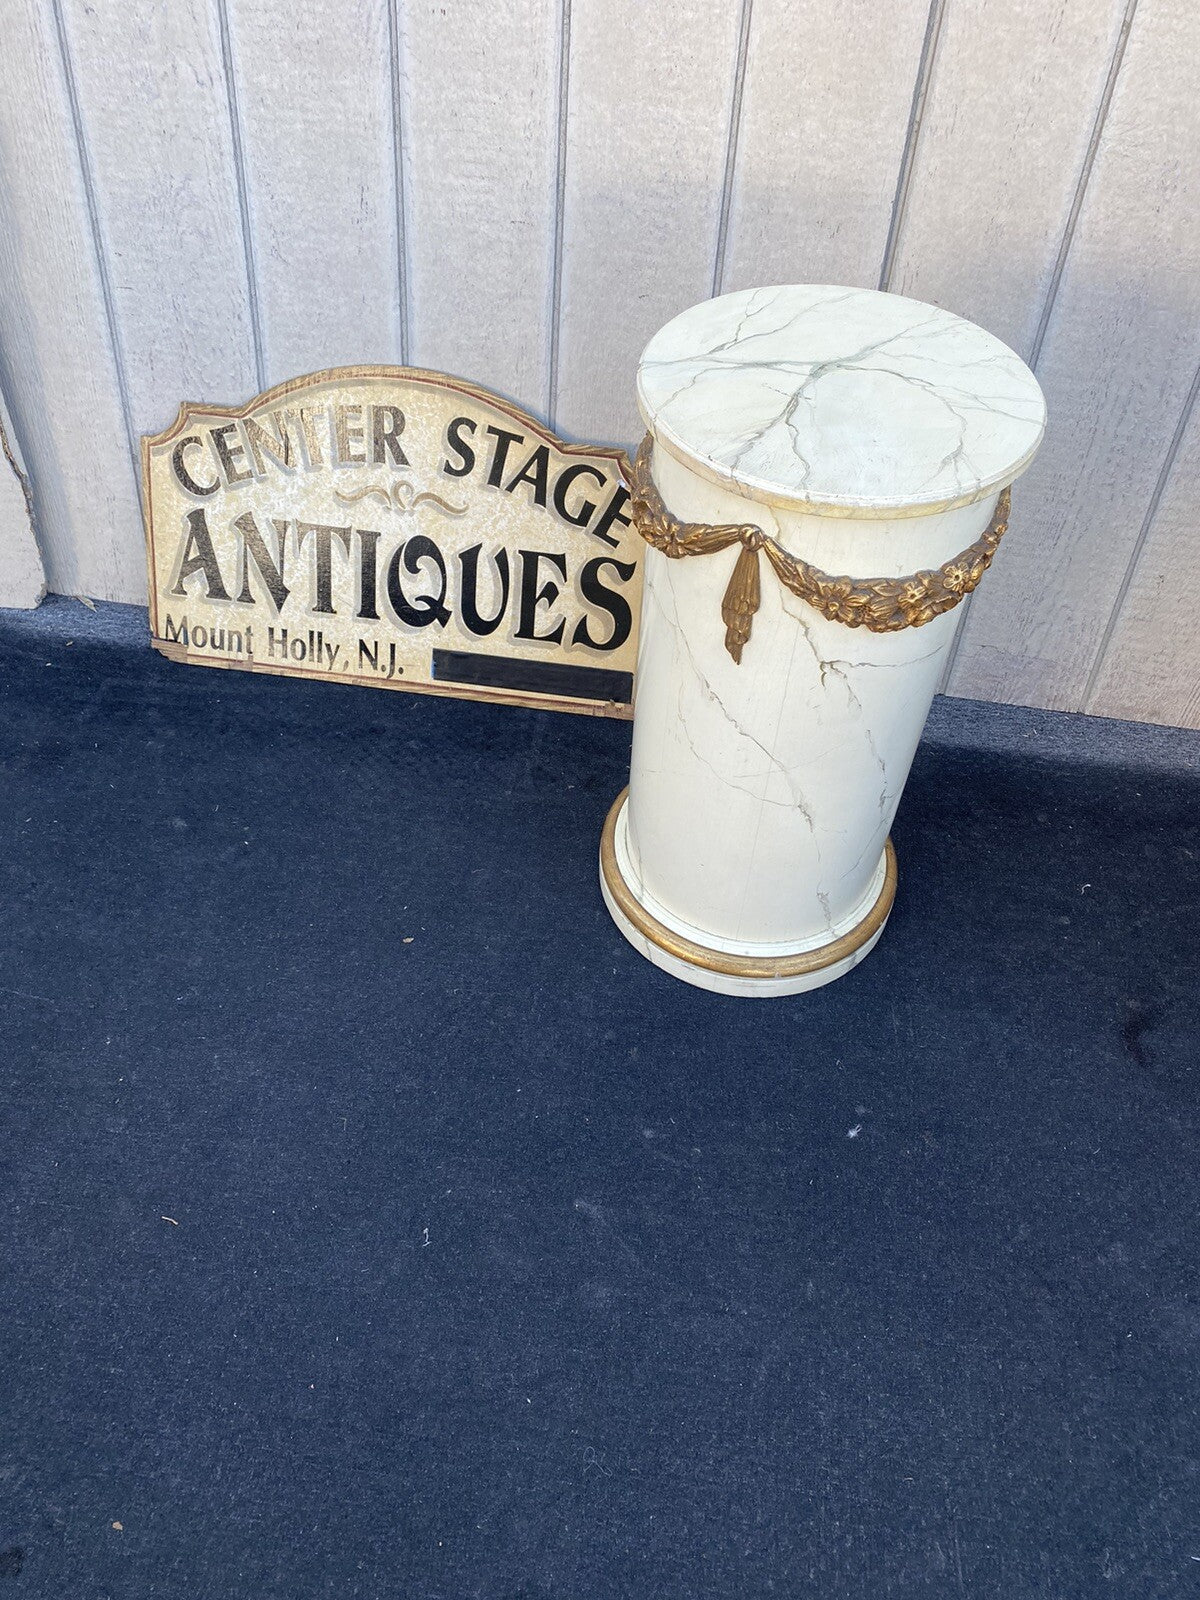 CENTER STAGE
ANTIQUES
Mount Holly, N.J.